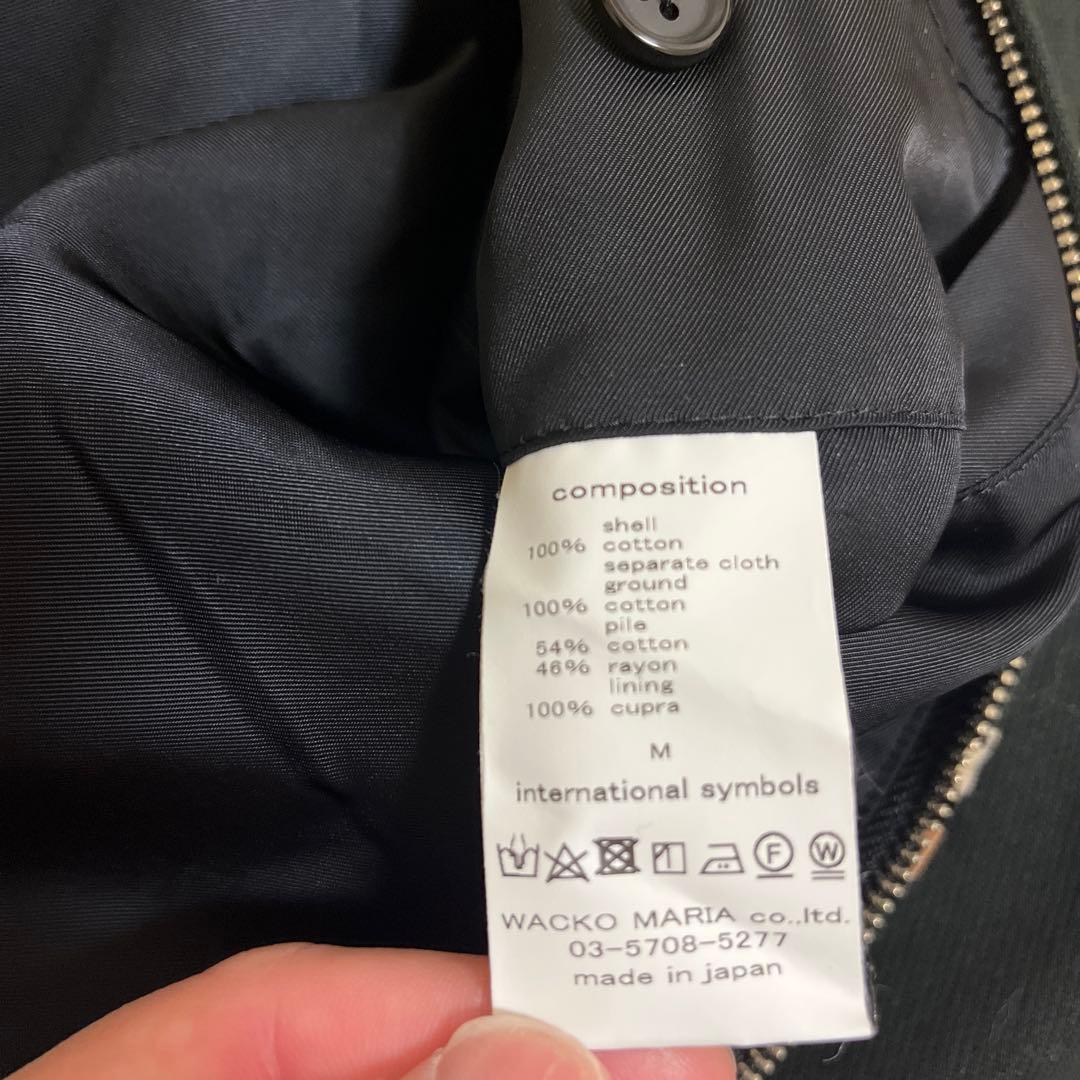 composition
shell
100% cotton
separate cloth
ground
100% cotton
pile
54% cotton
46% rayon
lining
100% cupra
M
international symbols
F W
WACKO MARIA co.,ltd.
03-5708-5277
made in japan